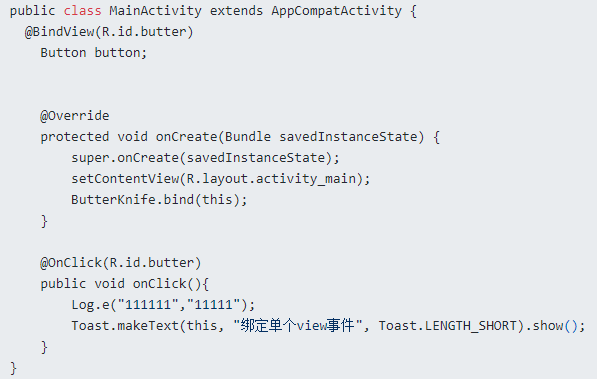 public class MainActivity extends AppCompatActivity {
  @BindView(R.id.butter)
    Button button;
    @Override
    protected void onCreate(Bundle savedInstanceState) {
        super.onCreate(savedInstanceState);
        setContentView(R.layout.activity_main);
        ButterKnife.bind(this);
    }
    @OnClick(R.id.butter)
    public void onClick(){
        Log.e("111111","11111");
        Toast.makeText(this, "绑定单个view事件", Toast.LENGTH_SHORT).show();
    }
}